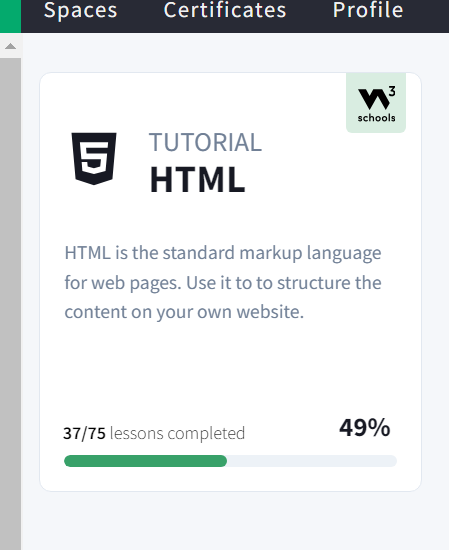 Spaces Certificates Profile
W3
schools
TUTORIAL
HTML
HTML is the standard markup language
for web pages. Use it to to structure the
content on your own website.
37/75 lessons completed 49%